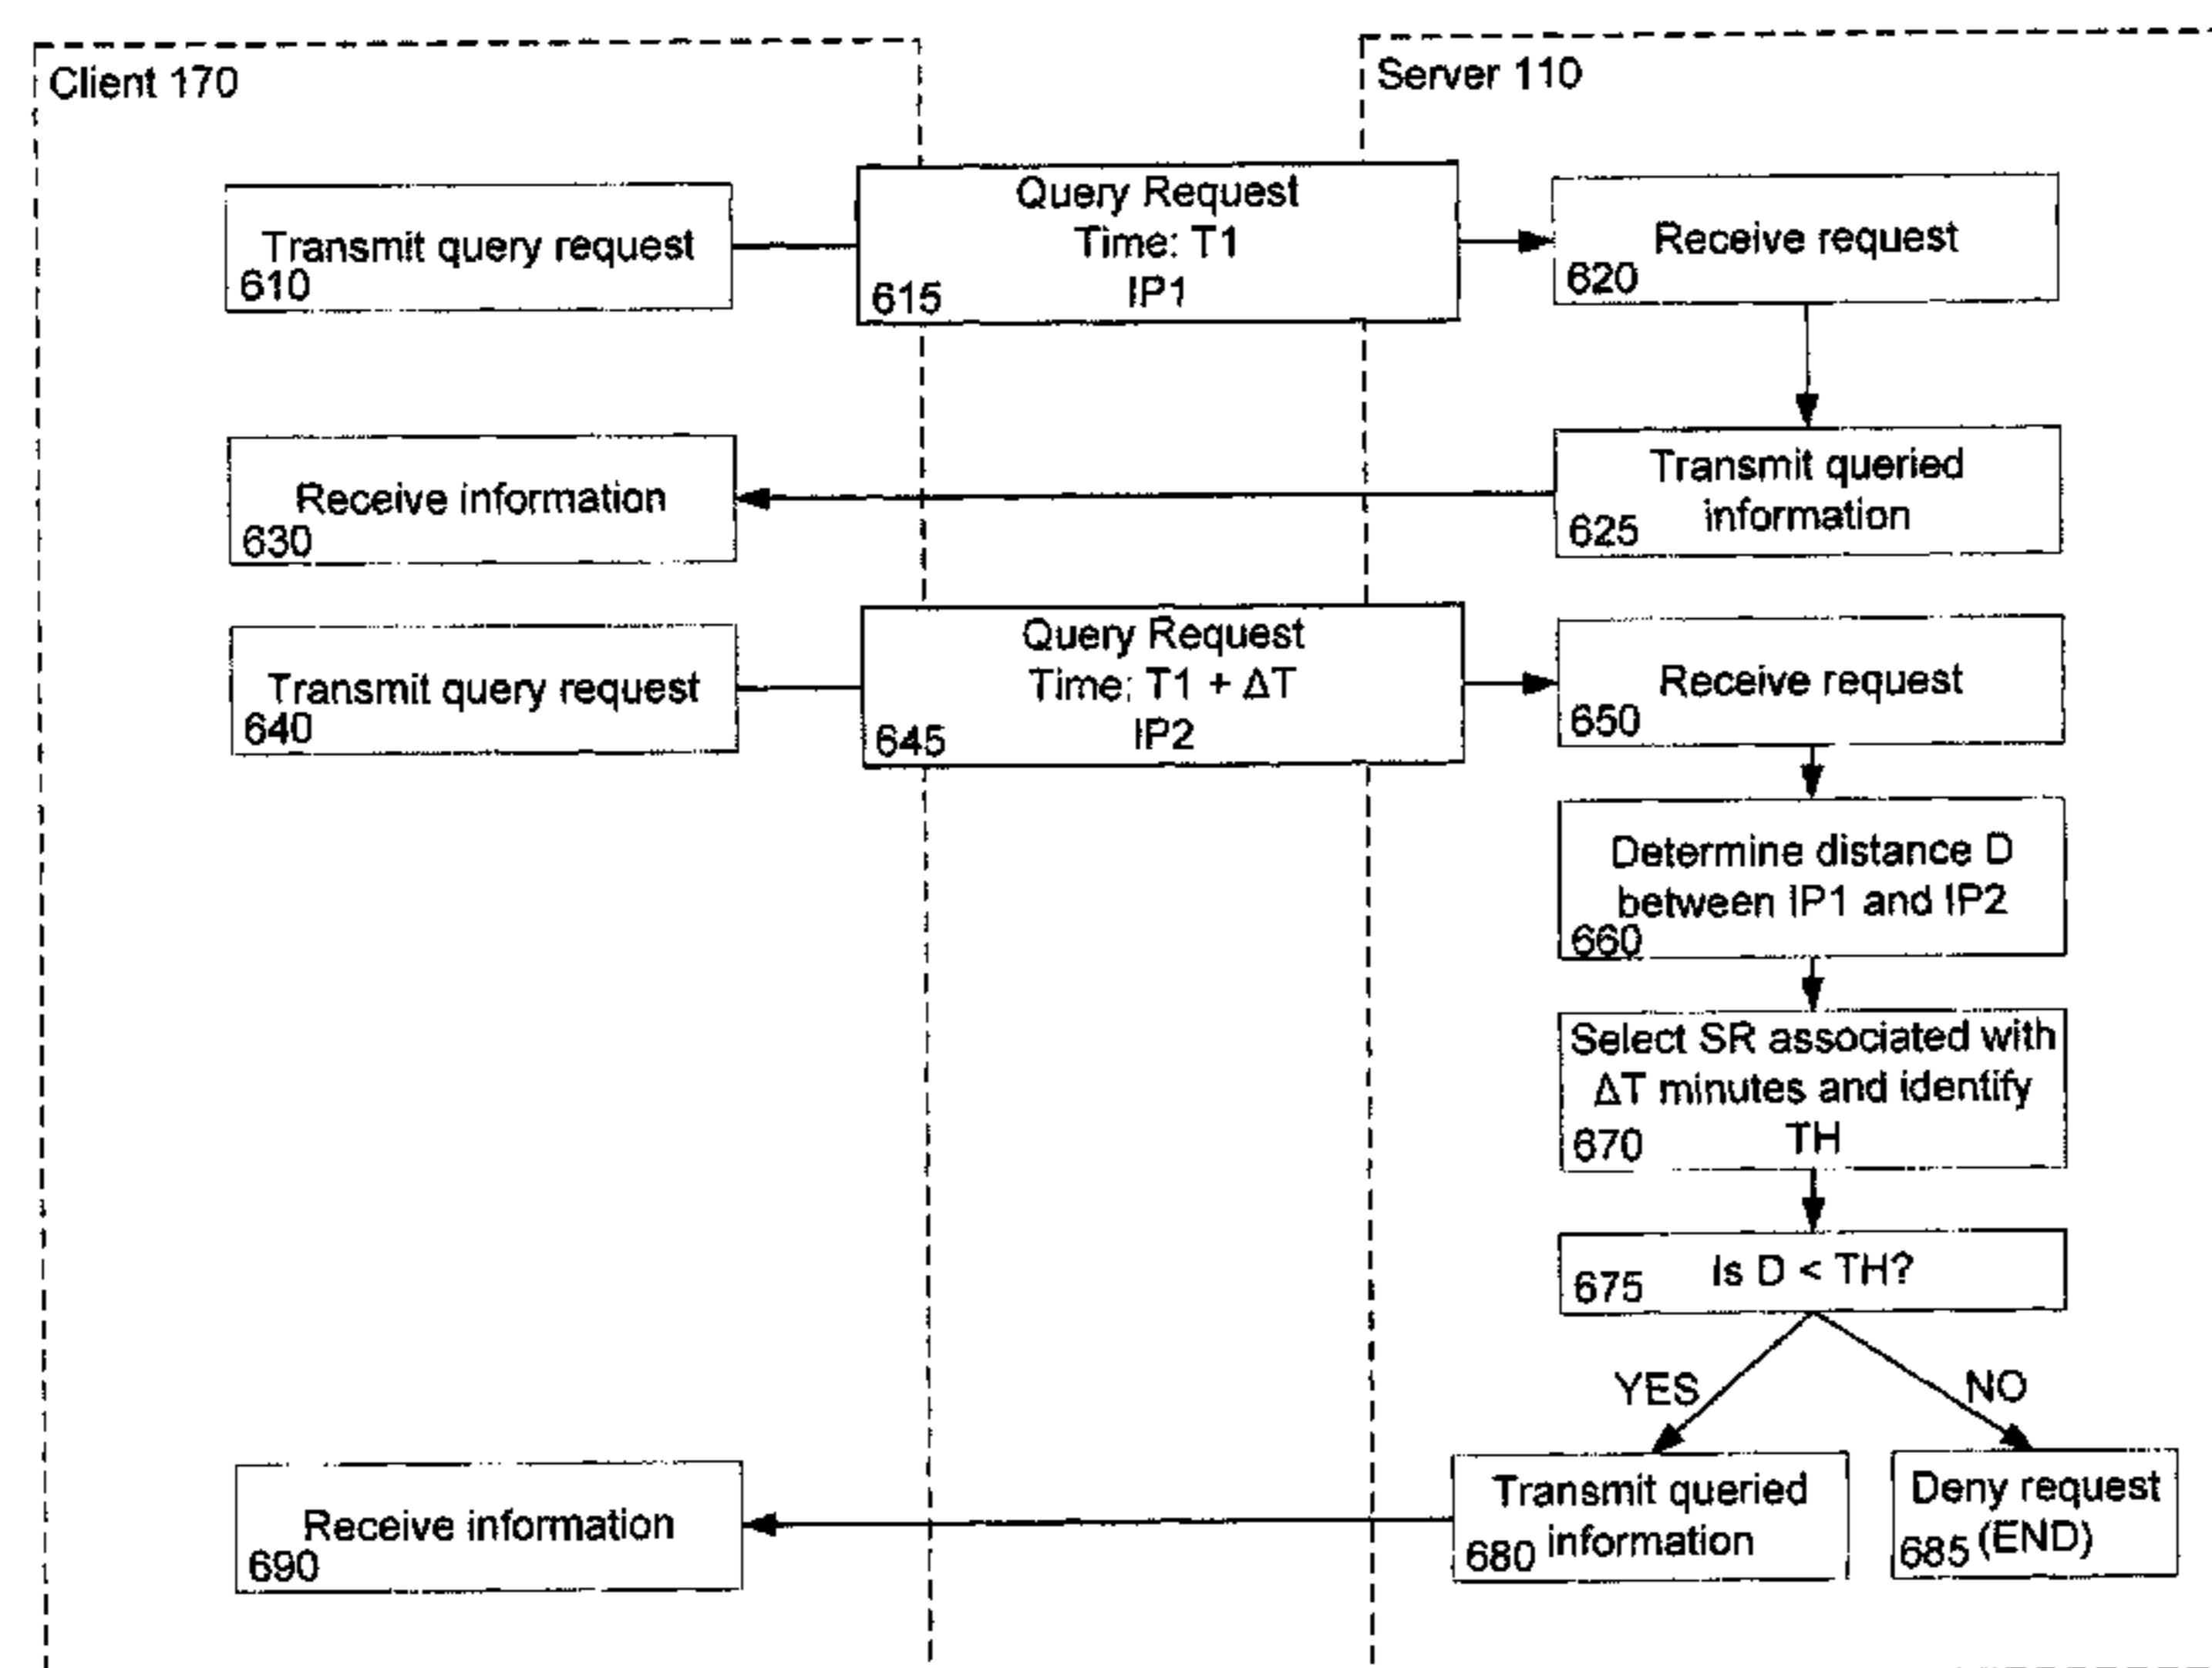 Client 170
Server 110
Transmit query request
610
Query Request
Time: T1
IP1
615
Receive request
620
Transmit queried
information
625
Receive information
630
Transmit query request
640
Query Request
Time: T1 + ΔT
IP2
645
Receive request
650
Determine distance D
between IP1 and IP2
660
Select SR associated with
ΔT minutes and identify
TH
670
Is D < TH?
675
YES
NO
Transmit queried
information
680
Deny request
(END)
685
Receive information
690